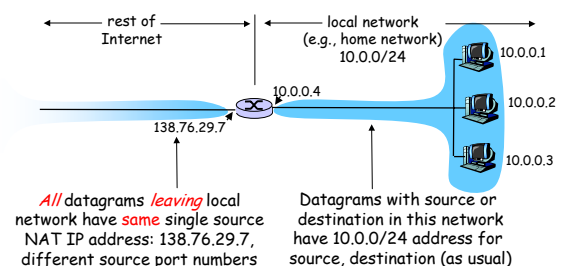 rest of
Internet
local network
(e.g., home network)
10.0.0/24
10.0.0.1
10.0.0.4
10.0.0.2
138.76.29.7
10.0.0.3
All datagrams leaving local
network have same single source
NAT IP address: 138.76.29.7,
different source port numbers
Datagrams with source or
destination in this network
have 10.0.0/24 address for
source, destination (as usual)